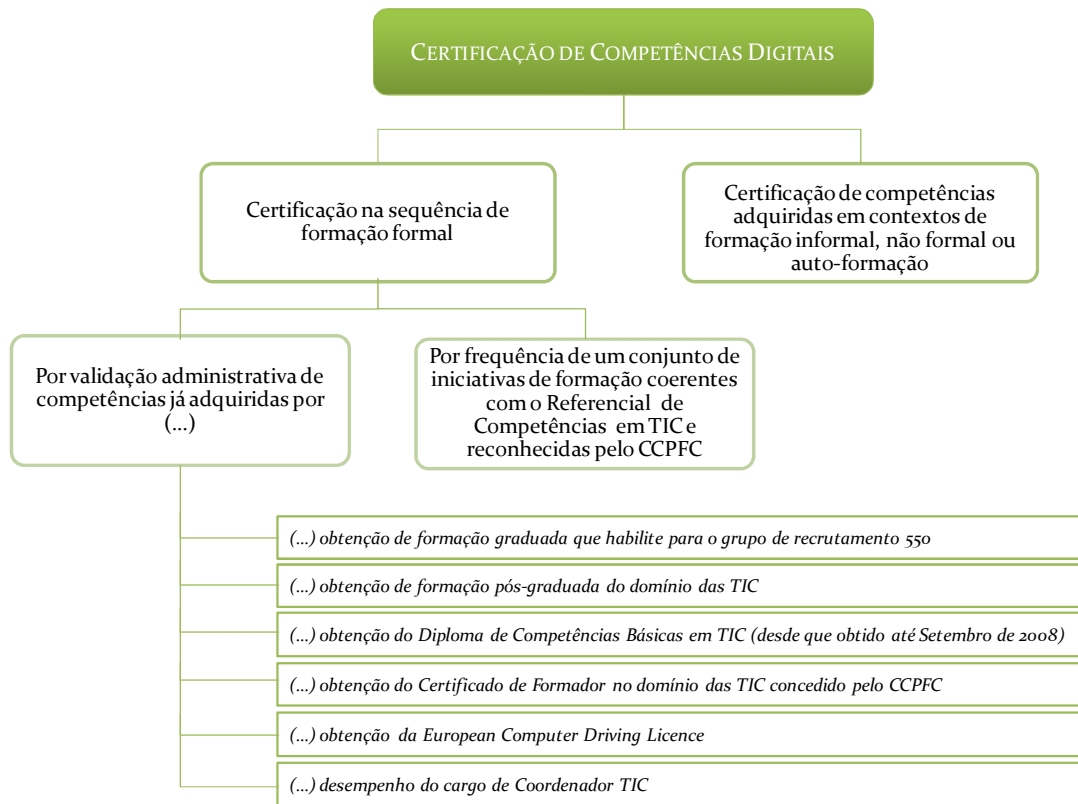 CERTIFICAÇÃO DE COMPETÊNCIAS DIGITAIS
Certificação na sequência de
formação formal
Certificação de competências
adquiridas em contextos de
formação informal, não formal ou
auto-formação
Por validação administrativa de
competências já adquiridas por
(...)
Por frequência de um conjunto de
iniciativas de formação coerentes
com o Referencial de
Competências em TIC e
reconhecidas pelo CCPFC
(...) obtenção de formação graduada que habilite para o grupo de recrutamento 550
(...) obtenção de formação pós-graduada do domínio das TIC
(...) obtenção do Diploma de Competências Básicas em TIC (desde que obtido até Setembro de 2008)
(...) obtenção do Certificado de Formador no domínio das TIC concedido pelo CCPFC
(...) obtenção da European Computer Driving Licence
(...) desempenho do cargo de Coordenador TIC